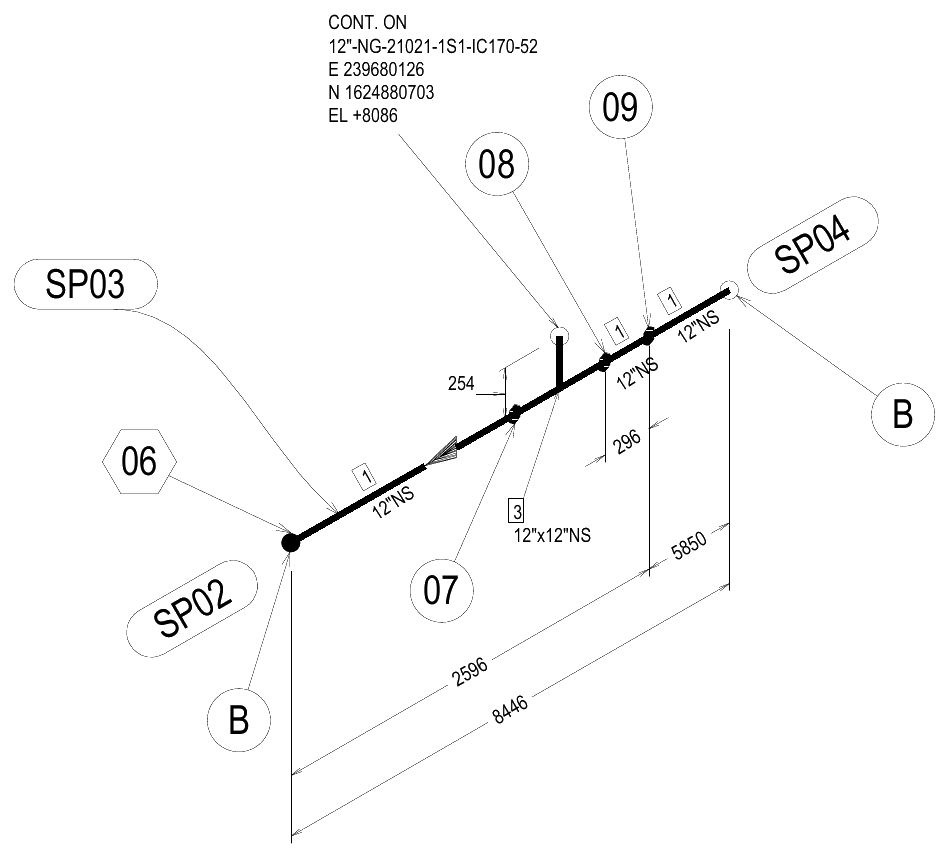 CONT. ON
12"-NG-21021-1S1-IC170-52
E 239680126
N 1624880703
EL +8086
09
08
SP04
SP03
1
1
12"NS
12"NS
254
B
296
06
1
12"NS
3
12"x12"NS
5850
07
SP02
2596
8446
B